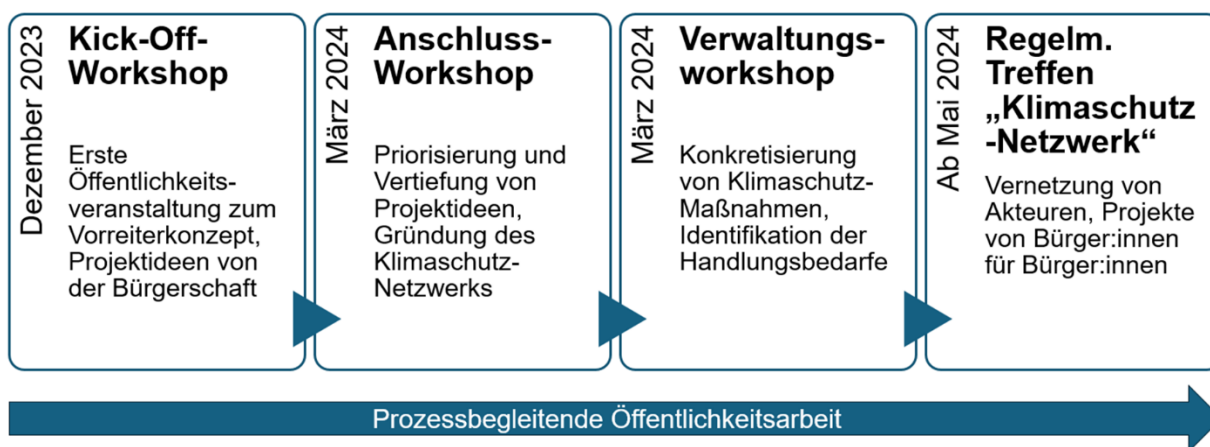 Dezember 2023
Kick-Off-
Workshop
Erste
Öffentlichkeits-
veranstaltung zum
Vorreiterkonzept,
Projektideen von
der Bürgerschaft
März 2024
Anschluss-
Workshop
Priorisierung und
Vertiefung von
Projektideen,
Gründung des
Klimaschutz-
Netzwerks
März 2024
Verwaltungs-
workshop
Konkretisierung
von Klimaschutz-
Maßnahmen,
Identifikation der
Handlungsbedarfe
Ab Mai 2024
Regelm.
Treffen
„Klimaschutz
-Netzwerk“
Vernetzung von
Akteuren, Projekte
von Bürger:innen
für Bürger:innen
Prozessbegleitende Öffentlichkeitsarbeit